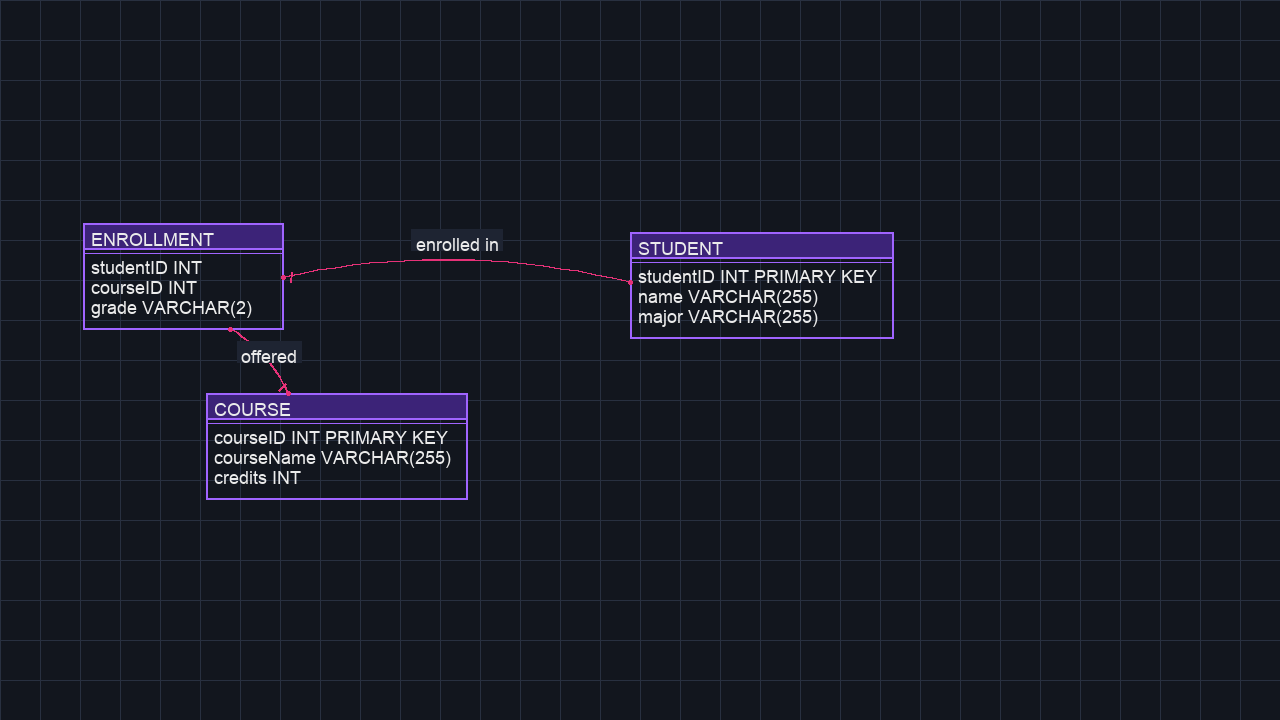 ENROLLMENT
studentID INT
courseID INT
grade VARCHAR(2)
enrolled in
STUDENT
studentID INT PRIMARY KEY
name VARCHAR(255)
major VARCHAR(255)
offered
COURSE
courseID INT PRIMARY KEY
courseName VARCHAR(255)
credits INT